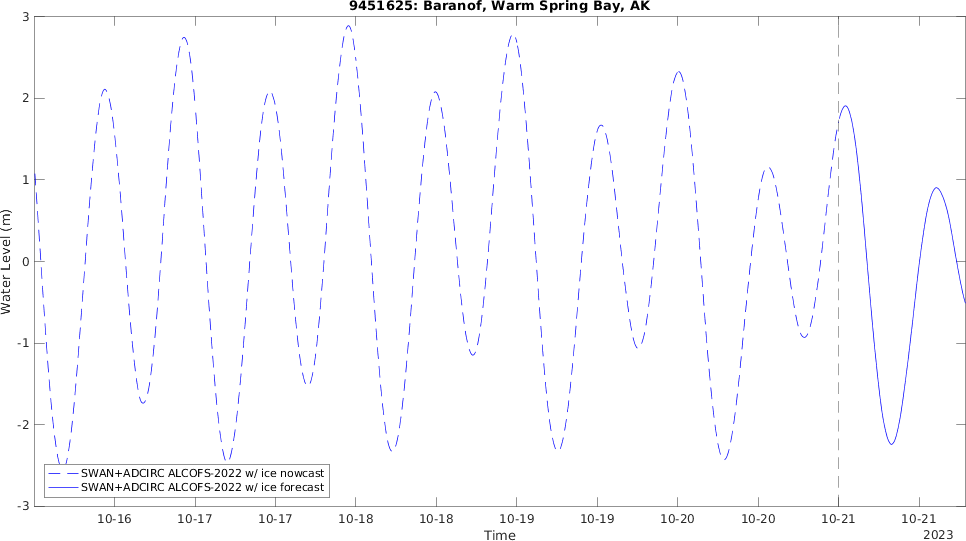 9451625: Baranof, Warm Spring Bay, AK
3
2
1
0
-1
-2
-3
Water Level (m)
SWAN+ADCIRC ALCOFS-2022 w/ ice nowcast
SWAN+ADCIRC ALCOFS-2022 w/ ice forecast
10-16 10-17 10-17 10-18 10-18 10-19 10-19 10-20 10-20 10-21 10-21
Time
2023